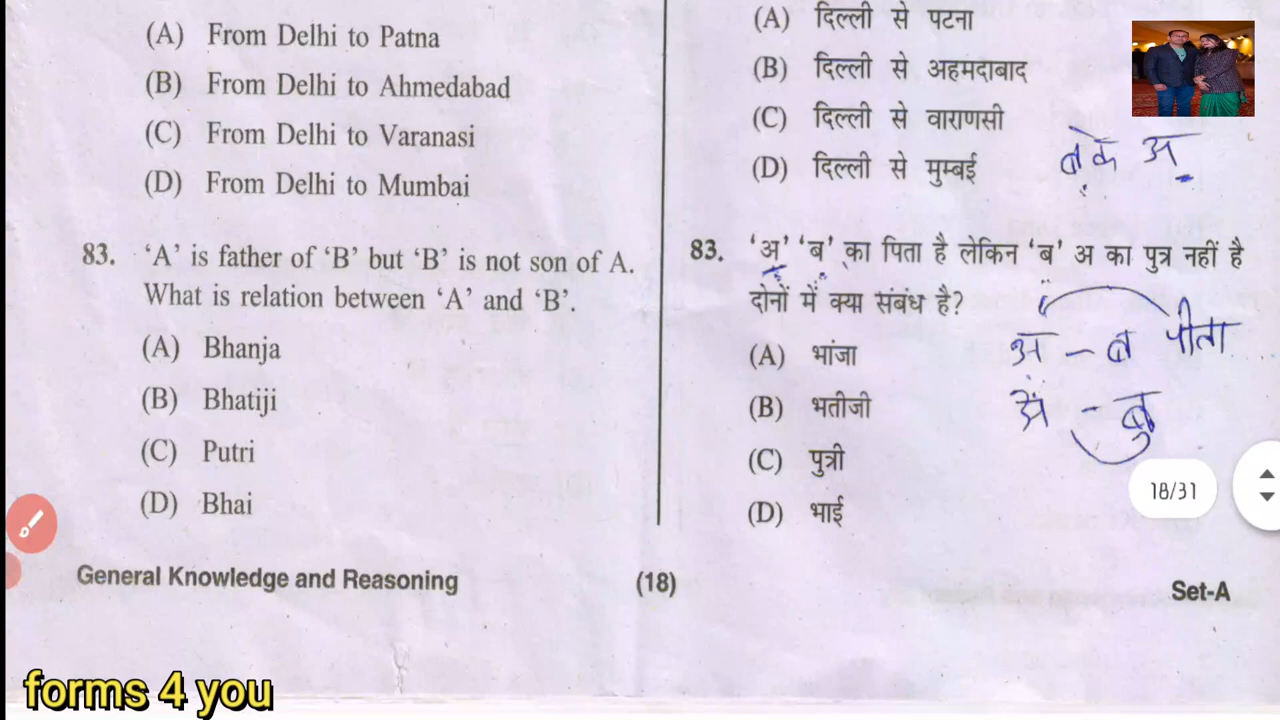 (A) From Delhi to Patna
(B) From Delhi to Ahmedabad
(C) From Delhi to Varanasi
(D) From Delhi to Mumbai
83. ‘A’ is father of ‘B’ but ‘B’ is not son of A.
What is relation between ‘A’ and ‘B’.
(A) Bhanja
(B) Bhatiji
(C) Putri
(D) Bhai
(A) दिल्ली से पटना
(B) दिल्ली से अहमदाबाद
(C) दिल्ली से वाराणसी
(D) दिल्ली से मुम्बई
ब के अ
83. ‘अ’ ‘ब’ का पिता है लेकिन ‘ब’ अ का पुत्र नहीं है
दोनों में क्या संबंध है?
(A) भांजा
(B) भतीजी
(C) पुत्री
(D) भाई
अ – ब पीता
अ – ब
18/31
General Knowledge and Reasoning (18) Set-A
forms 4 you